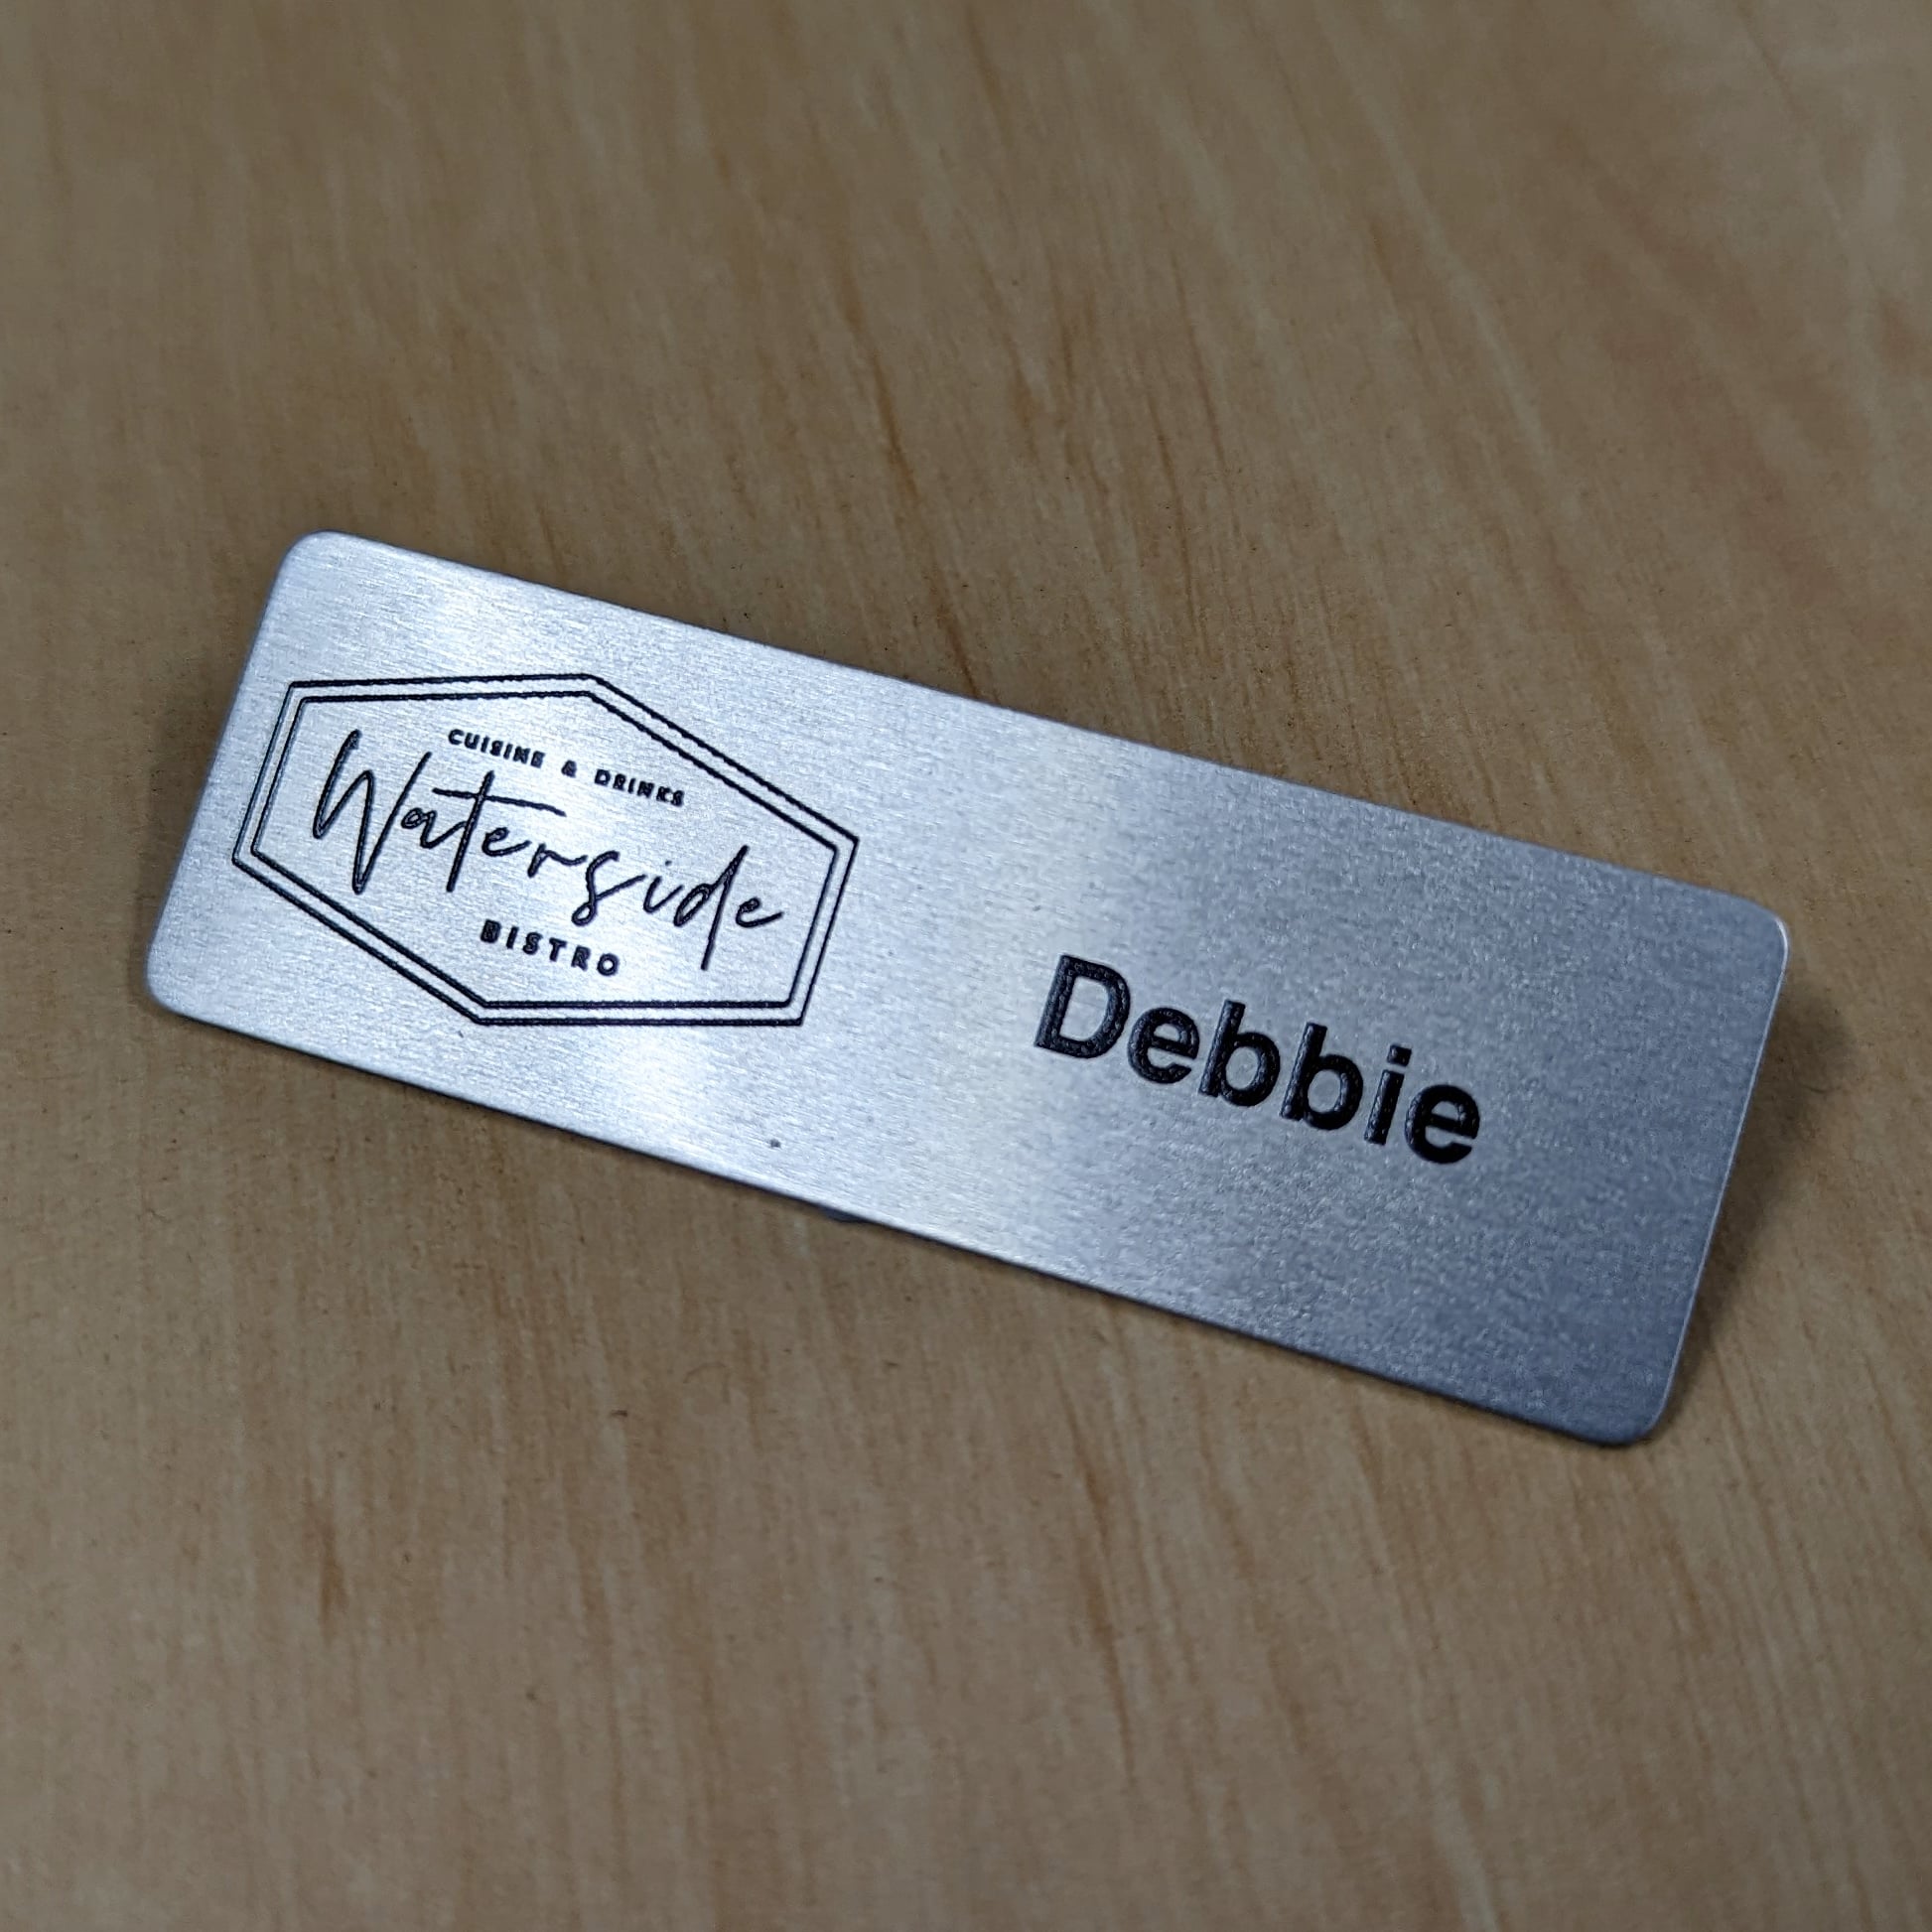 CUISINE & DRINKS
Waterside
BISTRO
Debbie